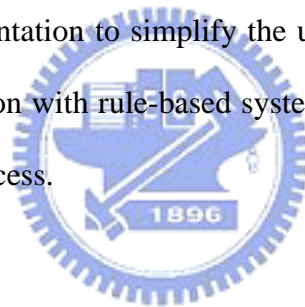 ntation to simplify the u
on with rule-based syste
cess.
1896